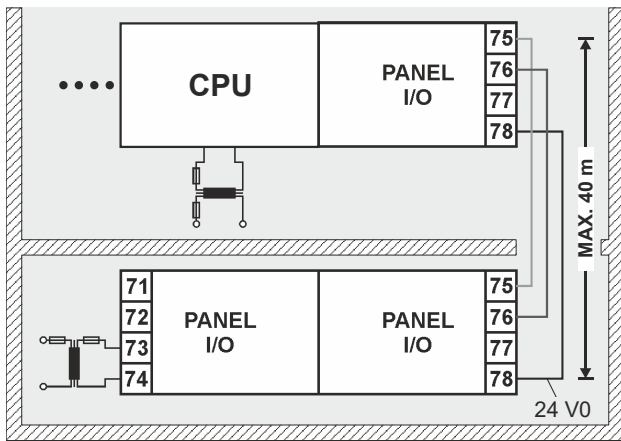 75
CPU
PANEL
I/O
76
77
78
MAX. 40 m
71
72
73
74
PANEL
I/O
PANEL
I/O
75
76
77
78
24 V0